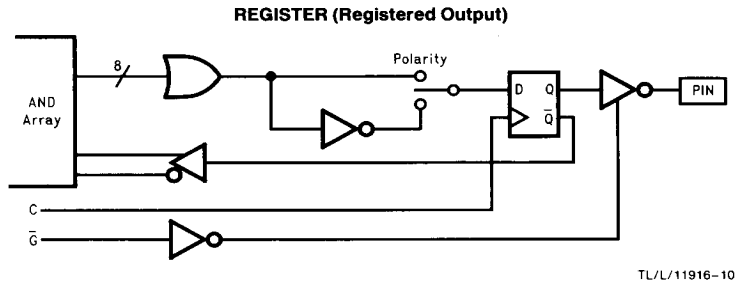 REGISTER (Registered Output)
8
Polarity
AND
Array
D Q
Q̅
PIN
C
G̅
TL/L/11916–10